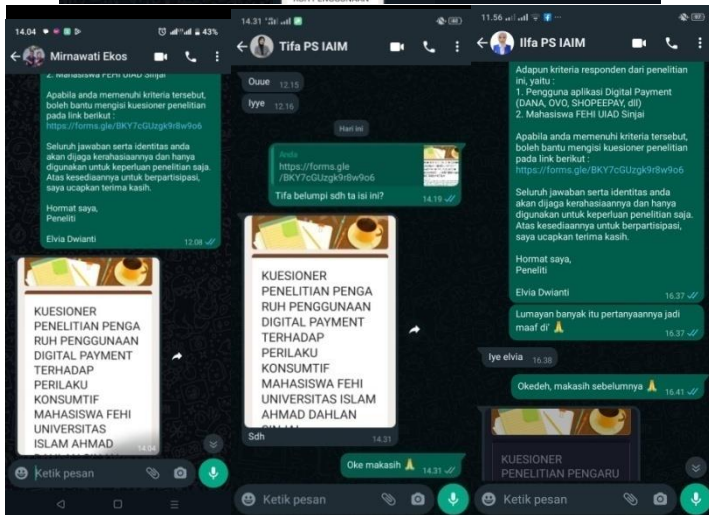 14.04
43%
Mirnawati Ekos
2. Mahasiswa FEHI UIAD Sinjai
Apabila anda memenuhi kriteria tersebut,
boleh bantu mengisi kuesioner penelitian
pada link berikut :
https://forms.gle/BKY7cGUzgk9r8w9o6
Seluruh jawaban serta identitas anda
akan dijaga kerahasiaannya dan hanya
digunakan untuk keperluan penelitian saja.
Atas kesediaannya untuk berpartisipasi,
saya ucapkan terima kasih.
Hormat saya,
Peneliti
Elvia Dwianti
12.08
KUESIONER
PENELITIAN PENGA
RUH PENGGUNAAN
DIGITAL PAYMENT
TERHADAP
PERILAKU
KONSUMTIF
MAHASISWA FEHI
UNIVERSITAS
ISLAM AHMAD
14.04
Ketik pesan
14.31
Tifa PS IAIM
Ouue 12.15
Iyye 12.16
Hari ini
Anda
https://forms.gle
/BKY7cGUzgk9r8w9o6
Tifa belumpi sdh ta isi ini?
14.19
KUESIONER
PENELITIAN PENGA
RUH PENGGUNAAN
DIGITAL PAYMENT
TERHADAP
PERILAKU
KONSUMTIF
MAHASISWA FEHI
UNIVERSITAS ISLAM
AHMAD DAHLAN
Sdh
14.31
Oke makasih 🙏 14.31
Ketik pesan
11.56
Ilfa PS IAIM
Adapun kriteria responden dari penelitian
ini, yaitu :
1. Pengguna aplikasi Digital Payment
(DANA, OVO, SHOPEEPAY, dll)
2. Mahasiswa FEHI UIAD Sinjai
Apabila anda memenuhi kriteria tersebut,
boleh bantu mengisi kuesioner penelitian
pada link berikut :
https://forms.gle/BKY7cGUzgk9r8w9o6
Seluruh jawaban serta identitas anda
akan dijaga kerahasiaannya dan hanya
digunakan untuk keperluan penelitian saja.
Atas kesediaannya untuk berpartisipasi,
saya ucapkan terima kasih.
Hormat saya,
Peneliti
Elvia Dwianti
16.37
Lumayan banyak itu pertanyaannya jadi
maaf di' 🙏
16.37
Iye elvia 16.38
Okedeh, makasih sebelumnya 🙏 16.41
KUESIONER
PENELITIAN PENGARU
Ketik pesan